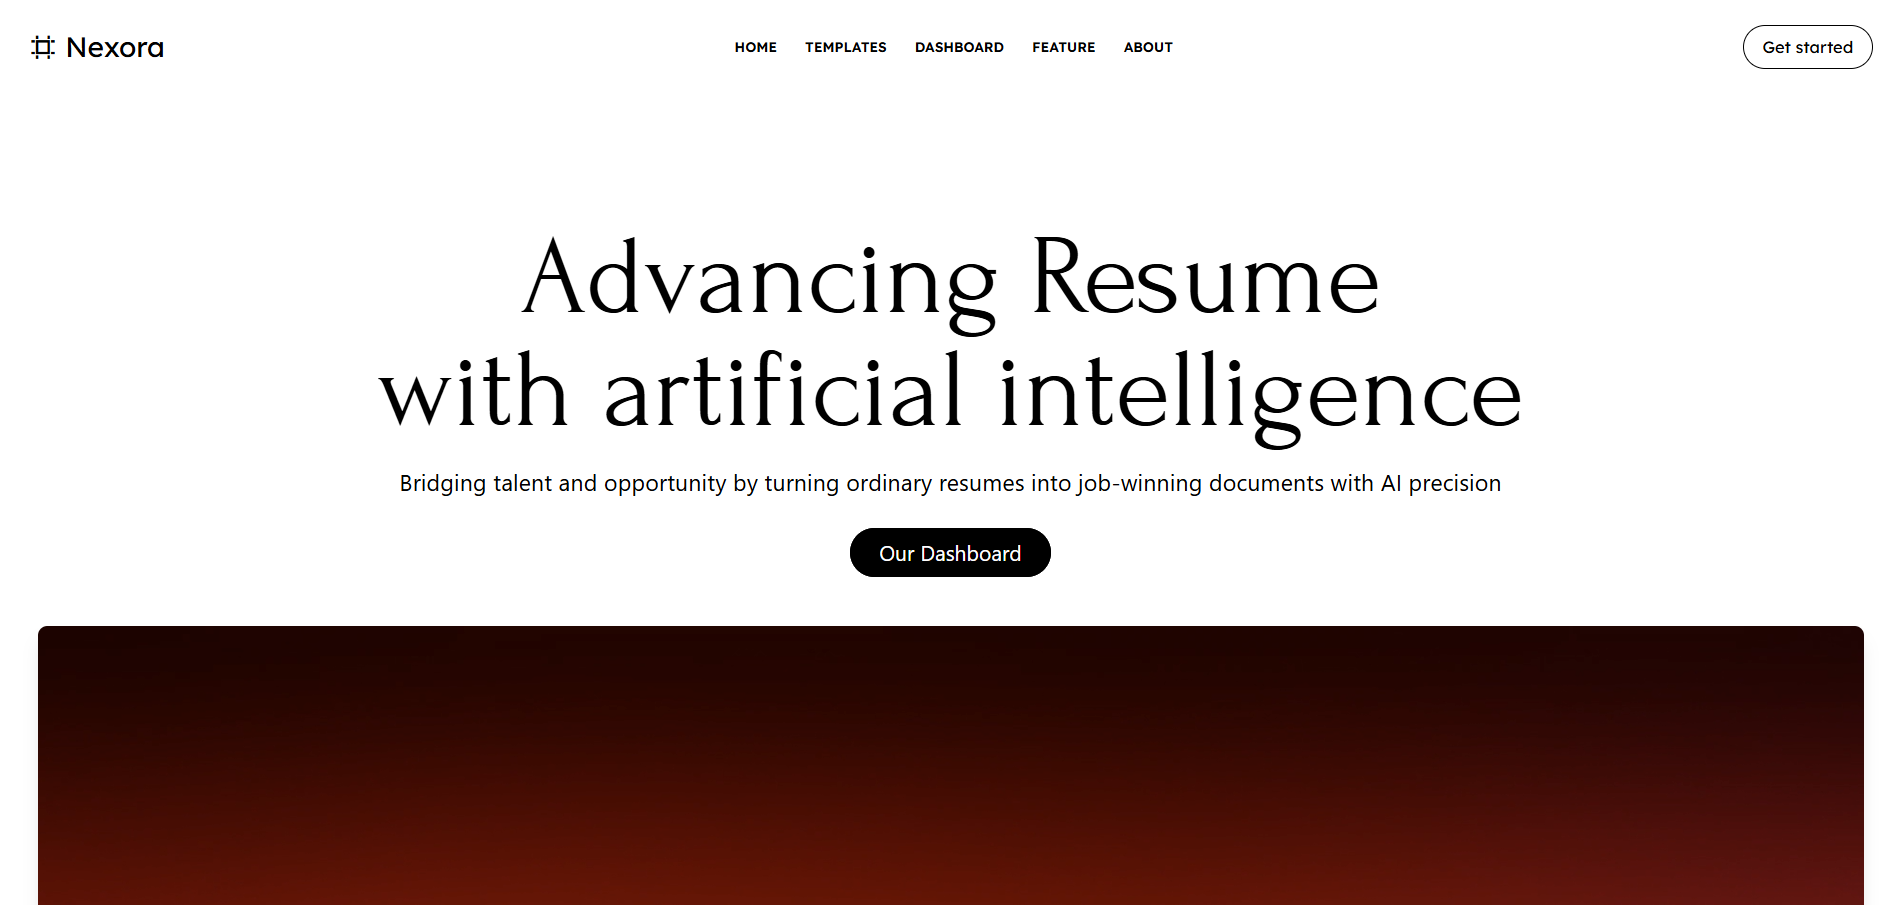 Nexora
HOME TEMPLATES DASHBOARD FEATURE ABOUT
Get started
Advancing Resume
with artificial intelligence
Bridging talent and opportunity by turning ordinary resumes into job-winning documents with AI precision
Our Dashboard